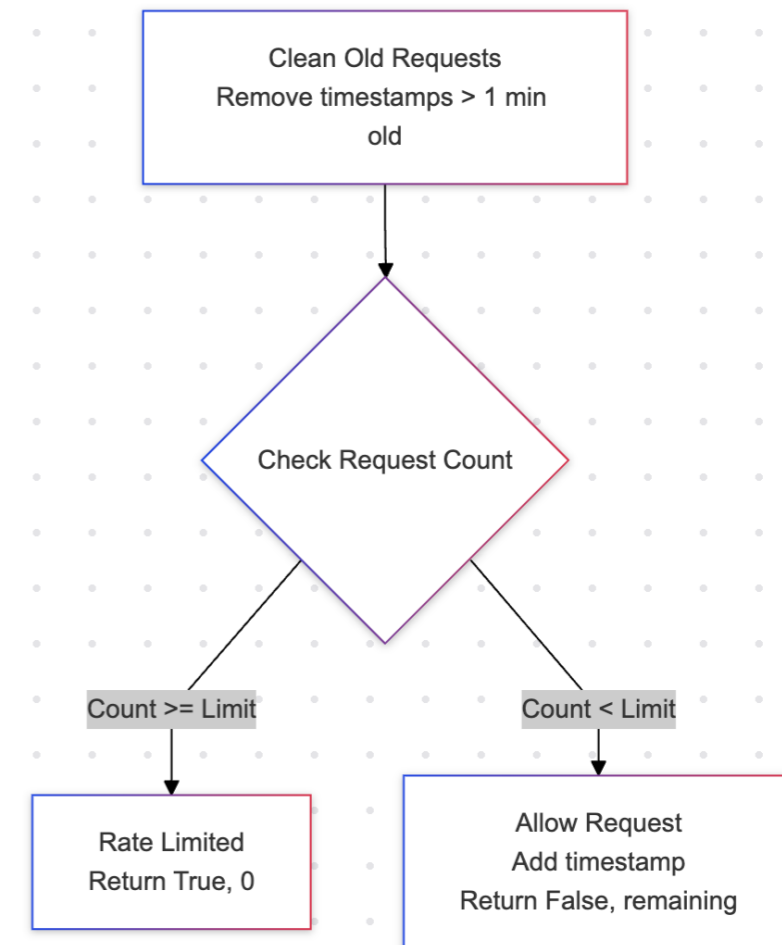 Clean Old Requests
Remove timestamps > 1 min
old
Check Request Count
Count >= Limit
Count < Limit
Rate Limited
Return True, 0
Allow Request
Add timestamp
Return False, remaining